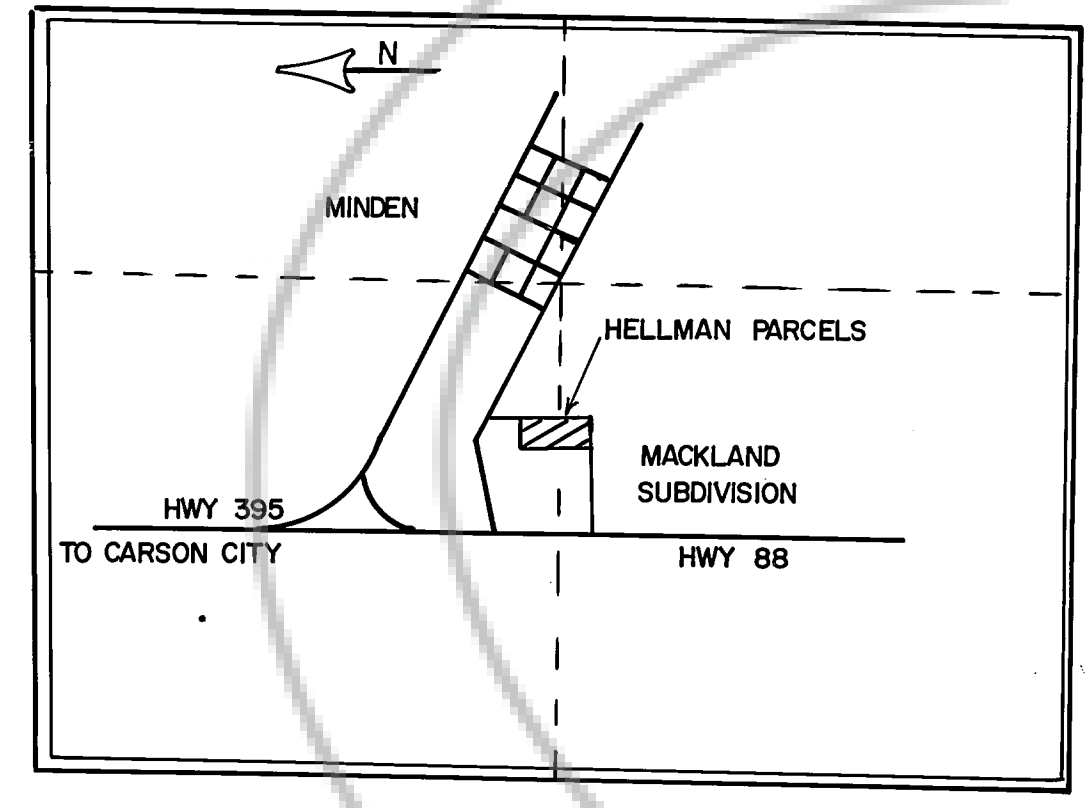 N
MINDEN
HELLMAN PARCELS
MACKLAND
SUBDIVISION
HWY 395
TO CARSON CITY
HWY 88